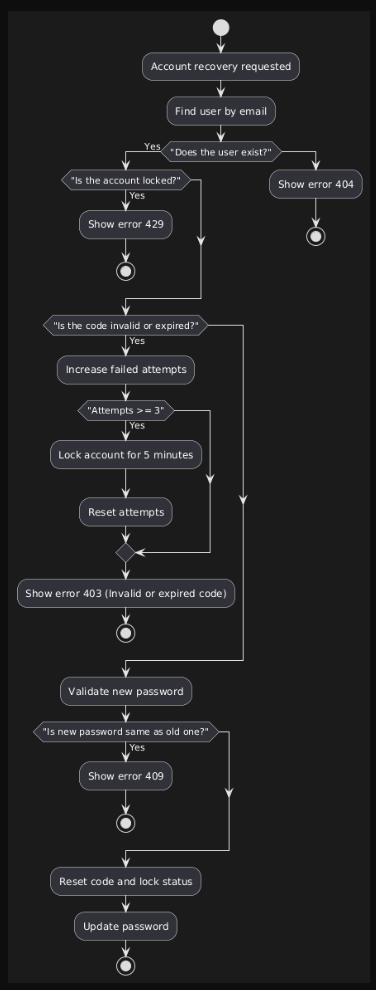 Account recovery requested
Find user by email
Yes
"Does the user exist?"
"Is the account locked?"
Show error 404
Yes
Show error 429
"Is the code invalid or expired?"
Yes
Increase failed attempts
"Attempts >= 3"
Yes
Lock account for 5 minutes
Reset attempts
Show error 403 (Invalid or expired code)
Validate new password
"Is new password same as old one?"
Yes
Show error 409
Reset code and lock status
Update password